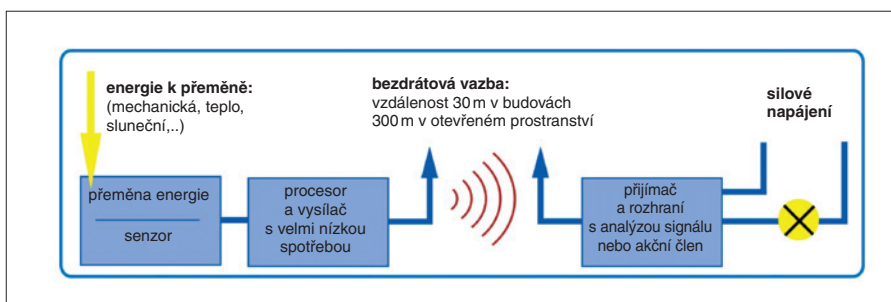 energie k přeměně:
(mechanická, teplo,
sluneční,..)
bezdrátová vazba:
vzdálenost 30 m v budovách
300 m v otevřeném prostranství
silové
napájení
přeměna energie
senzor
procesor
a vysílač
s velmi nízkou
spotřebou
přijímač
a rozhraní
s analýzou signálu
nebo akční člen